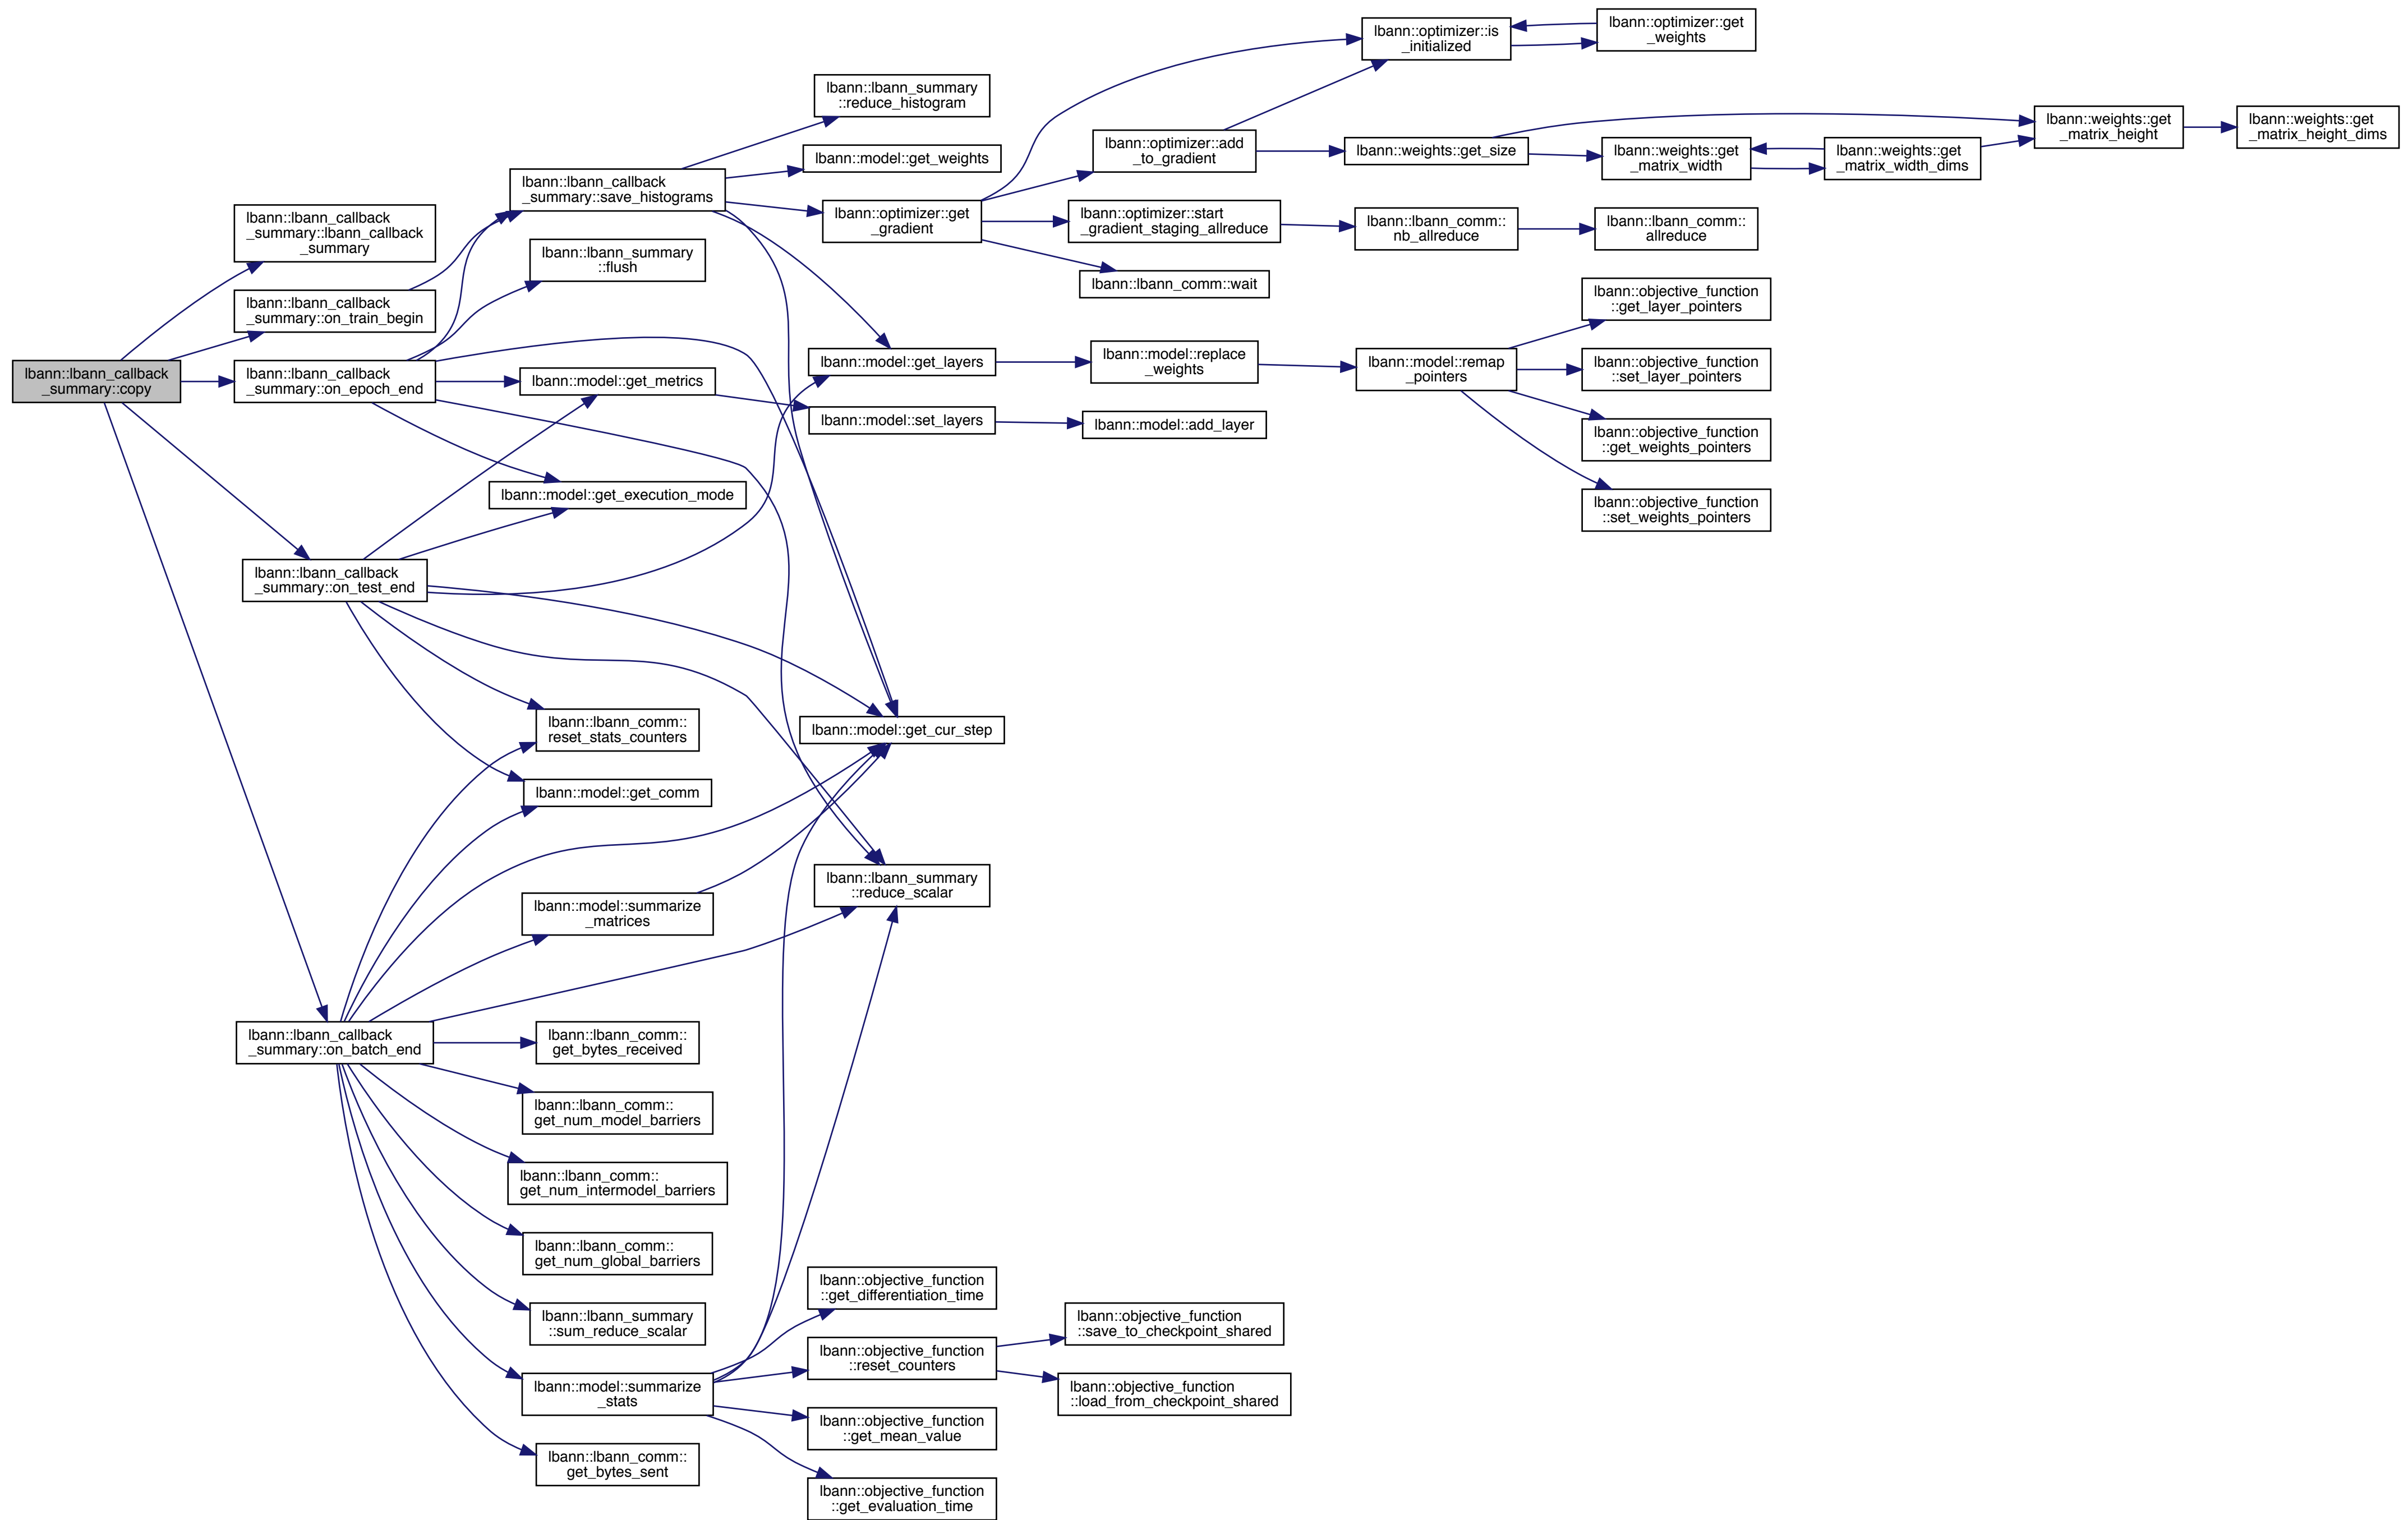 lbann::lbann_callback
_summary::copy
lbann::lbann_callback
_summary::lbann_callback
_summary
lbann::lbann_callback
_summary::on_train_begin
lbann::lbann_callback
_summary::on_epoch_end
lbann::lbann_callback
_summary::on_test_end
lbann::lbann_callback
_summary::on_batch_end
lbann::lbann_callback
_summary::save_histograms
lbann::lbann_summary
::flush
lbann::model::get_metrics
lbann::model::get_execution_mode
lbann::lbann_comm::
reset_stats_counters
lbann::model::get_comm
lbann::model::summarize
_matrices
lbann::lbann_comm::
get_bytes_received
lbann::lbann_comm::
get_num_model_barriers
lbann::lbann_comm::
get_num_intermodel_barriers
lbann::lbann_comm::
get_num_global_barriers
lbann::lbann_summary
::sum_reduce_scalar
lbann::model::summarize
_stats
lbann::lbann_comm::
get_bytes_sent
lbann::lbann_summary
::reduce_histogram
lbann::model::get_weights
lbann::optimizer::get
_gradient
lbann::model::get_layers
lbann::model::set_layers
lbann::model::get_cur_step
lbann::lbann_summary
::reduce_scalar
lbann::objective_function
::get_differentiation_time
lbann::objective_function
::reset_counters
lbann::objective_function
::get_mean_value
lbann::objective_function
::get_evaluation_time
lbann::optimizer::add
_to_gradient
lbann::optimizer::start
_gradient_staging_allreduce
lbann::lbann_comm::wait
lbann::model::replace
_weights
lbann::model::add_layer
lbann::objective_function
::save_to_checkpoint_shared
lbann::objective_function
::load_from_checkpoint_shared
lbann::optimizer::is
_initialized
lbann::weights::get_size
lbann::lbann_comm::
nb_allreduce
lbann::model::remap
_pointers
lbann::optimizer::get
_weights
lbann::weights::get
_matrix_width
lbann::lbann_comm::
allreduce
lbann::objective_function
::get_layer_pointers
lbann::objective_function
::set_layer_pointers
lbann::objective_function
::get_weights_pointers
lbann::objective_function
::set_weights_pointers
lbann::weights::get
_matrix_width_dims
lbann::weights::get
_matrix_height
lbann::weights::get
_matrix_height_dims